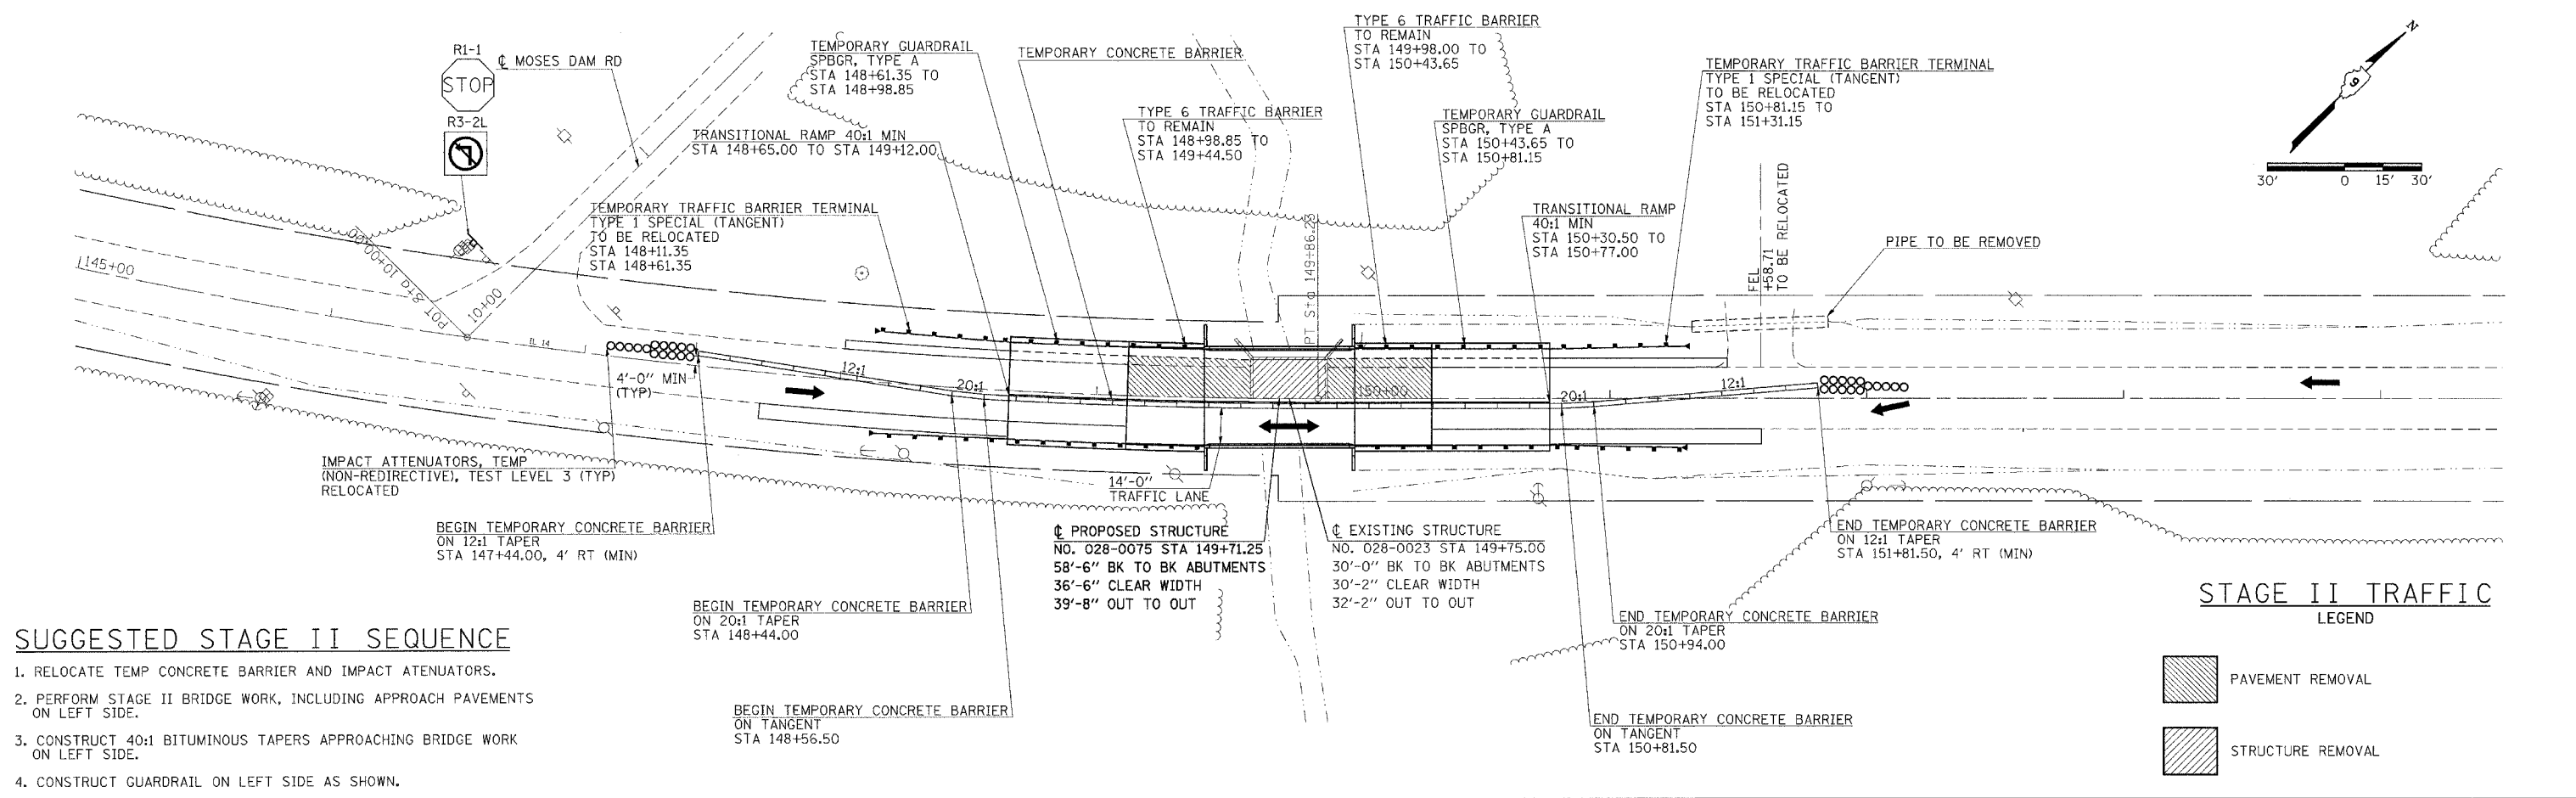 R1-1
STOP
R3-2L
℄ MOSES DAM RD
TEMPORARY GUARDRAIL
SPBGR, TYPE A
STA 148+61.35 TO
STA 148+98.85
TEMPORARY CONCRETE BARRIER
TYPE 6 TRAFFIC BARRIER
TO REMAIN
STA 149+98.00 TO
STA 150+43.65
TEMPORARY TRAFFIC BARRIER TERMINAL
TYPE 1 SPECIAL (TANGENT)
TO BE RELOCATED
STA 150+81.15 TO
STA 151+31.15
N
9
30' 0 15' 30'
TRANSITIONAL RAMP 40:1 MIN
STA 148+65.00 TO STA 149+12.00
TYPE 6 TRAFFIC BARRIER
TO REMAIN
STA 148+98.85 TO
STA 149+44.50
TEMPORARY GUARDRAIL
SPBGR, TYPE A
STA 150+43.65 TO
STA 150+81.15
TEMPORARY TRAFFIC BARRIER TERMINAL
TYPE 1 SPECIAL (TANGENT)
TO BE RELOCATED
STA 148+11.35
STA 148+61.35
TRANSITIONAL RAMP
40:1 MIN
STA 150+30.50 TO
STA 150+77.00
FEL
+58.71
TO BE RELOCATED
PIPE TO BE REMOVED
PT Sta 149+86.23
145+00
POT Sta 10+00.00
10+00
IL 14
4'-0" MIN
(TYP)
12:1
20:1
150+00
20:1
12:1
14'-0"
TRAFFIC LANE
IMPACT ATTENUATORS, TEMP
(NON-REDIRECTIVE), TEST LEVEL 3 (TYP)
RELOCATED
BEGIN TEMPORARY CONCRETE BARRIER
ON 12:1 TAPER
STA 147+44.00, 4' RT (MIN)
℄ PROPOSED STRUCTURE
NO. 028-0075 STA 149+71.25
58'-6" BK TO BK ABUTMENTS
36'-6" CLEAR WIDTH
39'-8" OUT TO OUT
℄ EXISTING STRUCTURE
NO. 028-0023 STA 149+75.00
30'-0" BK TO BK ABUTMENTS
30'-2" CLEAR WIDTH
32'-2" OUT TO OUT
END TEMPORARY CONCRETE BARRIER
ON 12:1 TAPER
STA 151+81.50, 4' RT (MIN)
BEGIN TEMPORARY CONCRETE BARRIER
ON 20:1 TAPER
STA 148+44.00
END TEMPORARY CONCRETE BARRIER
ON 20:1 TAPER
STA 150+94.00
BEGIN TEMPORARY CONCRETE BARRIER
ON TANGENT
STA 148+56.50
END TEMPORARY CONCRETE BARRIER
ON TANGENT
STA 150+81.50
SUGGESTED STAGE II SEQUENCE
1. RELOCATE TEMP CONCRETE BARRIER AND IMPACT ATENUATORS.
2. PERFORM STAGE II BRIDGE WORK, INCLUDING APPROACH PAVEMENTS
ON LEFT SIDE.
3. CONSTRUCT 40:1 BITUMINOUS TAPERS APPROACHING BRIDGE WORK
ON LEFT SIDE.
4. CONSTRUCT GUARDRAIL ON LEFT SIDE AS SHOWN.
STAGE II TRAFFIC
LEGEND
PAVEMENT REMOVAL
STRUCTURE REMOVAL